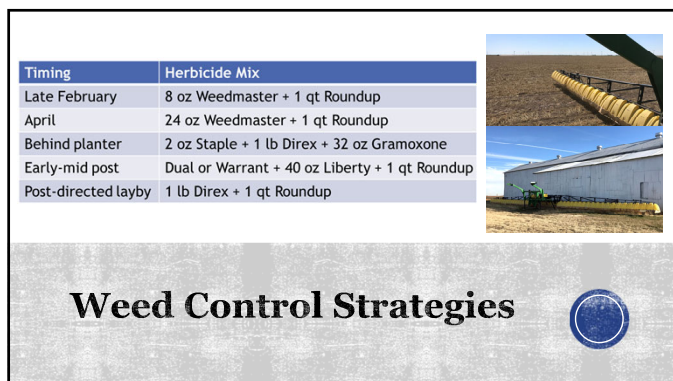 Timing Herbicide Mix
Late February 8 oz Weedmaster + 1 qt Roundup
April 24 oz Weedmaster + 1 qt Roundup
Behind planter 2 oz Staple + 1 lb Direx + 32 oz Gramoxone
Early-mid post Dual or Warrant + 40 oz Liberty + 1 qt Roundup
Post-directed layby 1 lb Direx + 1 qt Roundup
Weed Control Strategies